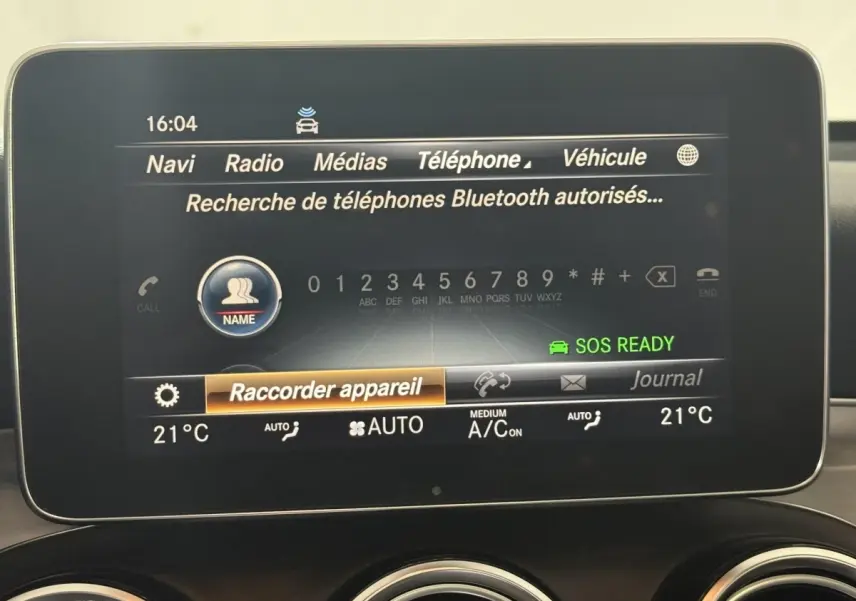 16:04
Navi Radio Médias Téléphone Véhicule
Recherche de téléphones Bluetooth autorisés...
CALL
NAME
0 1 2 3 4 5 6 7 8 9 * # +
ABC DEF GHI JKL MNO PQRS TUV WXYZ
X
END
SOS READY
Raccorder appareil Journal
21°C AUTO AUTO MEDIUM A/C ON AUTO 21°C